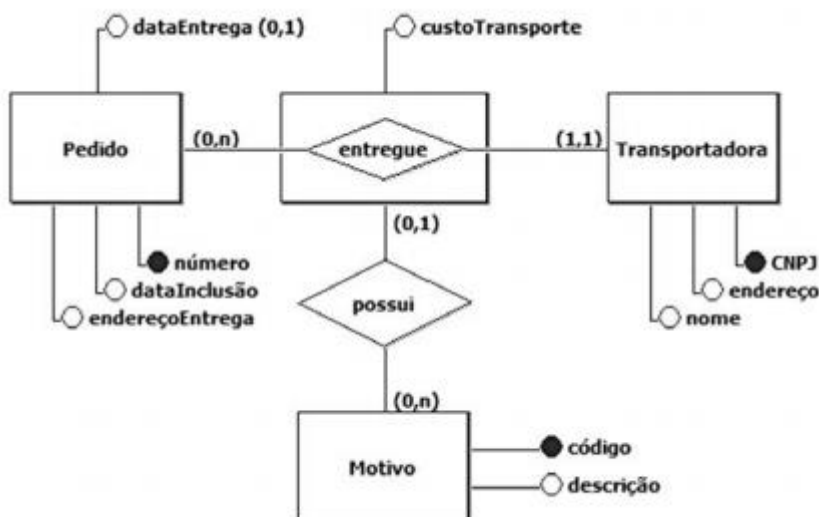 dataEntrega (0,1)
custoTransporte
Pedido
(0,n)
entregue
(1,1)
Transportadora
número
dataInclusão
endereçoEntrega
(0,1)
CNPJ
endereço
nome
possui
(0,n)
Motivo
código
descrição